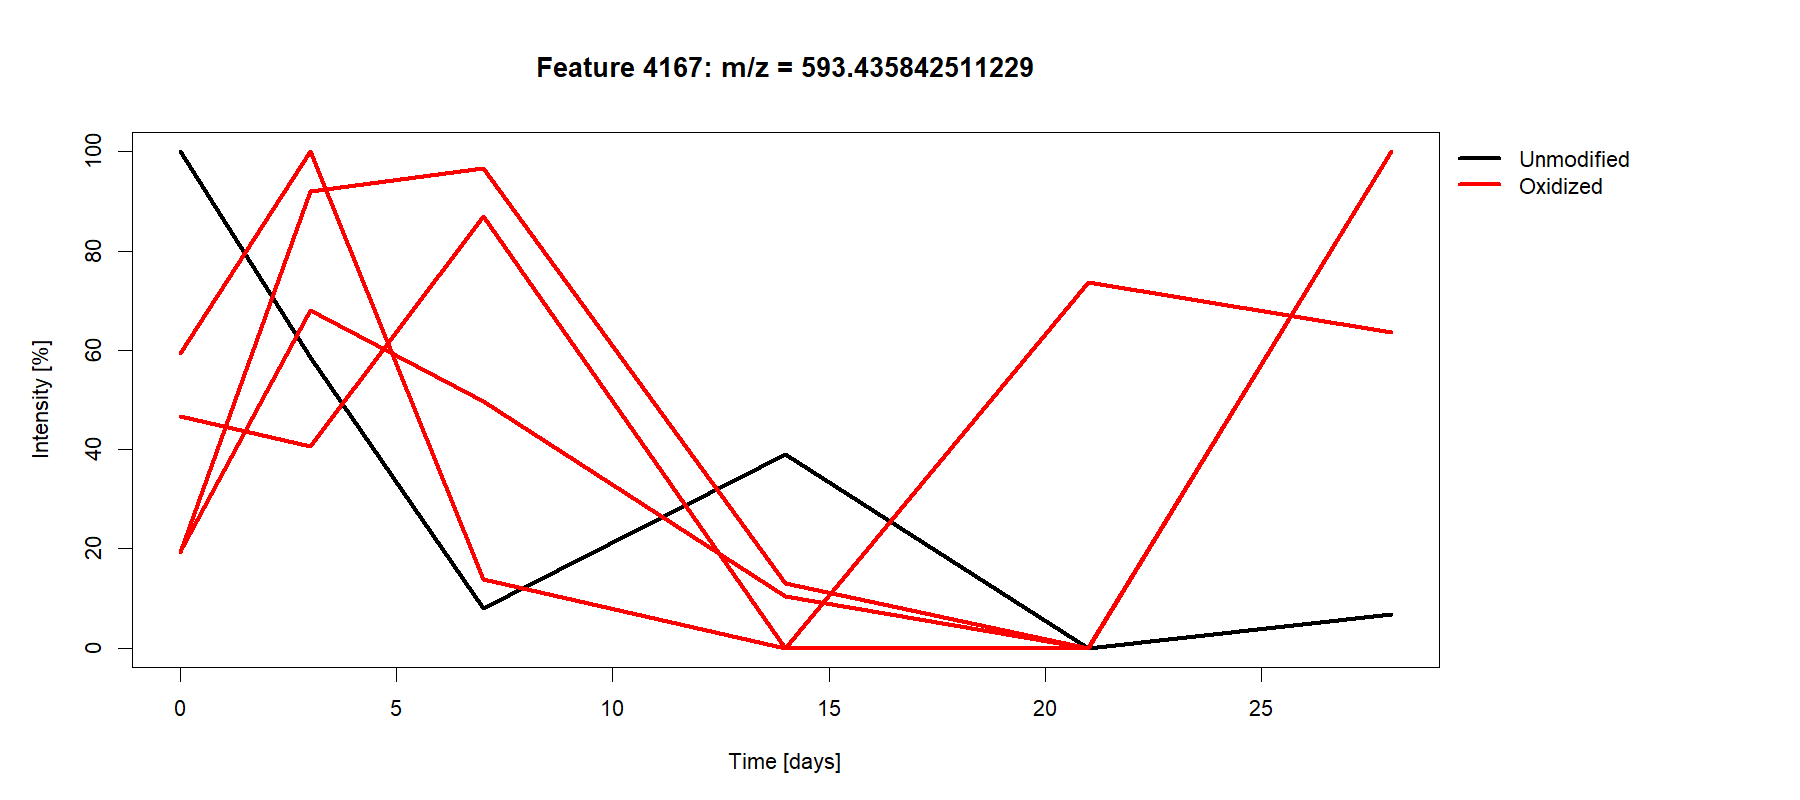 Feature 4167: m/z = 593.435842511229
Unmodified
Oxidized
Intensity [%]
100
80
60
40
20
0
0 5 10 15 20 25
Time [days]